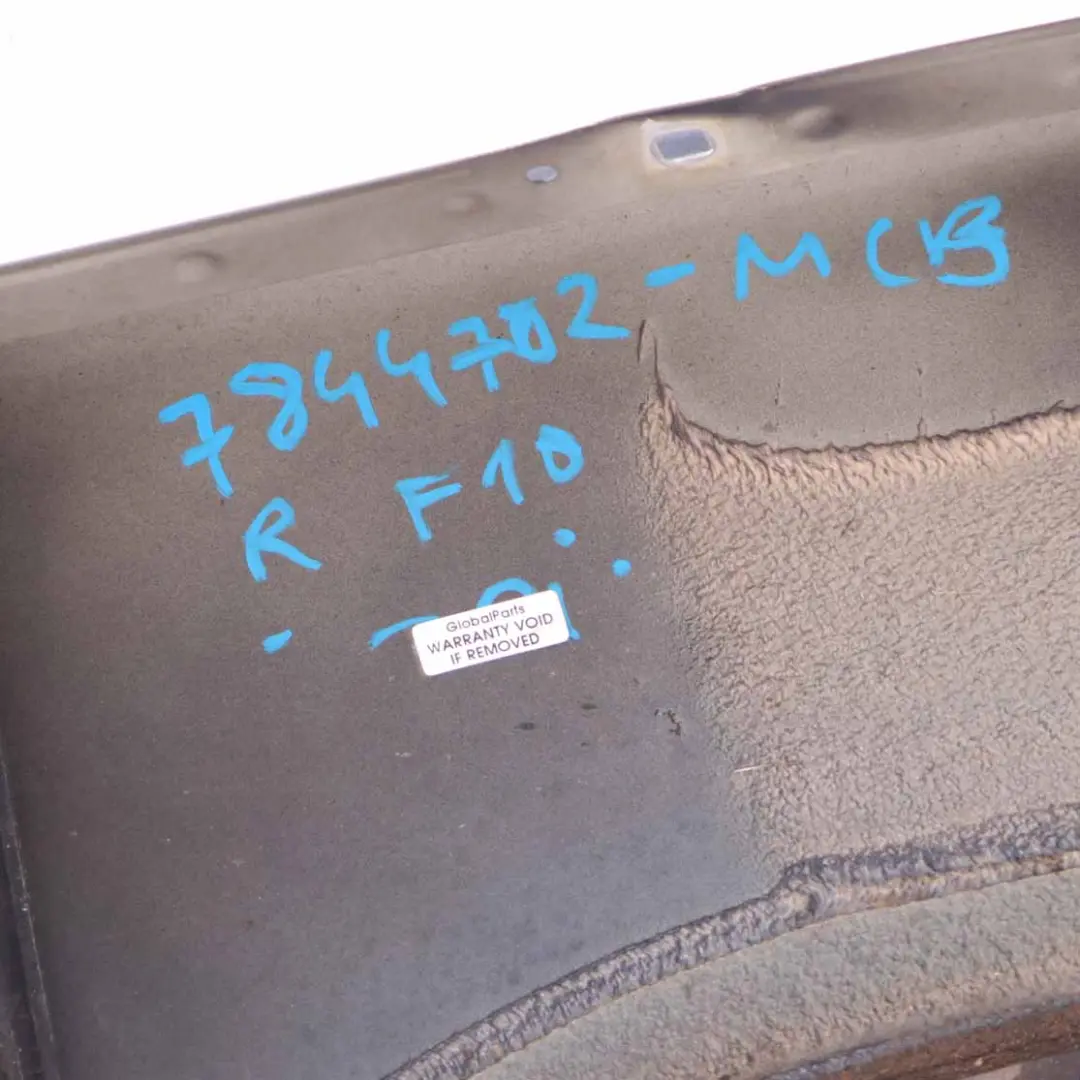 7844702-MCB
R F10
GlobalParts
WARRANTY VOID
IF REMOVED